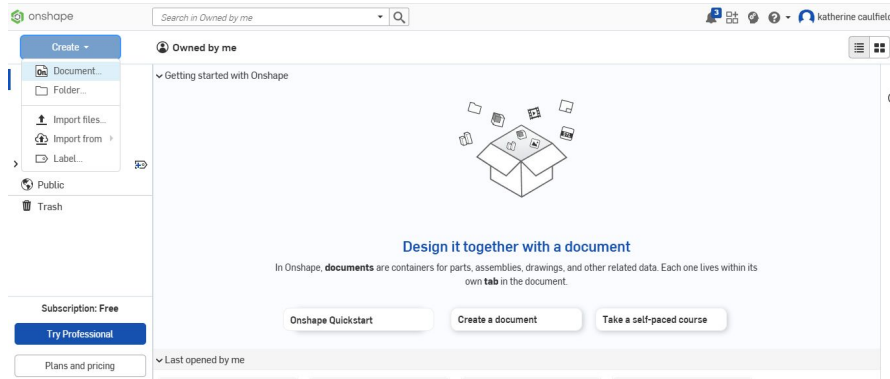 onshape
Search in Owned by me
3
katherine caulfield
Create
Owned by me
On Document...
Folder...
Import files...
Import from
Label...
Public
Trash
Getting started with Onshape
Design it together with a document
In Onshape, documents are containers for parts, assemblies, drawings, and other related data. Each one lives within its
own tab in the document.
Onshape Quickstart
Create a document
Take a self-paced course
Subscription: Free
Try Professional
Plans and pricing
Last opened by me